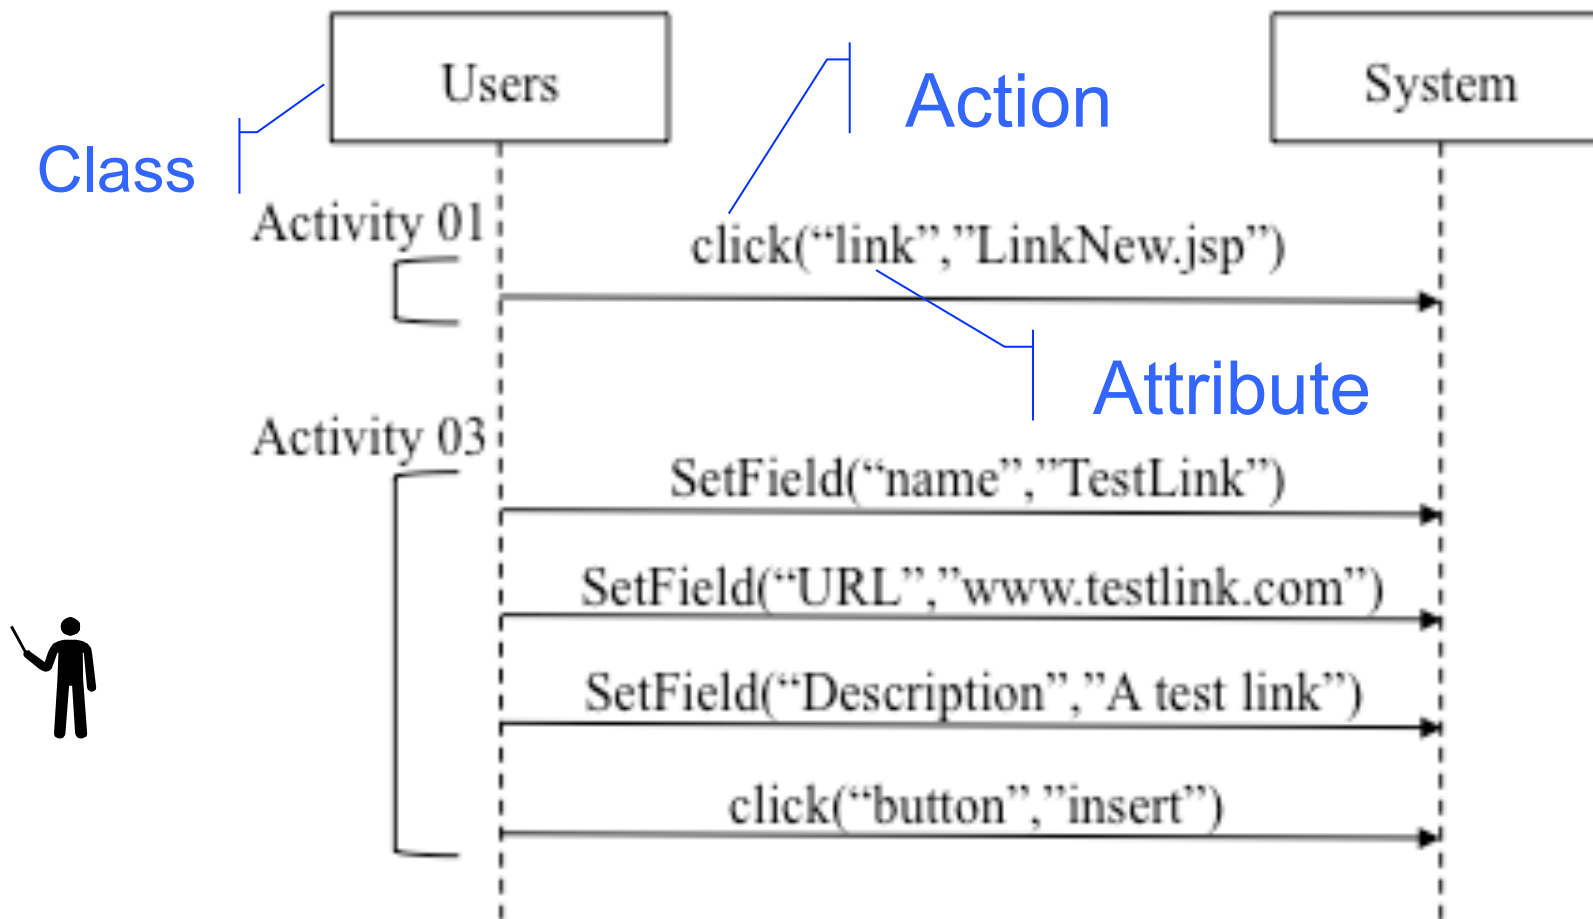 Users
System
Action
Class
Activity 01
click(“link”,”LinkNew.jsp”)
Attribute
Activity 03
SetField(“name”,”TestLink”)
SetField(“URL”,”www.testlink.com”)
SetField(“Description”,”A test link”)
click(“button”,”insert”)